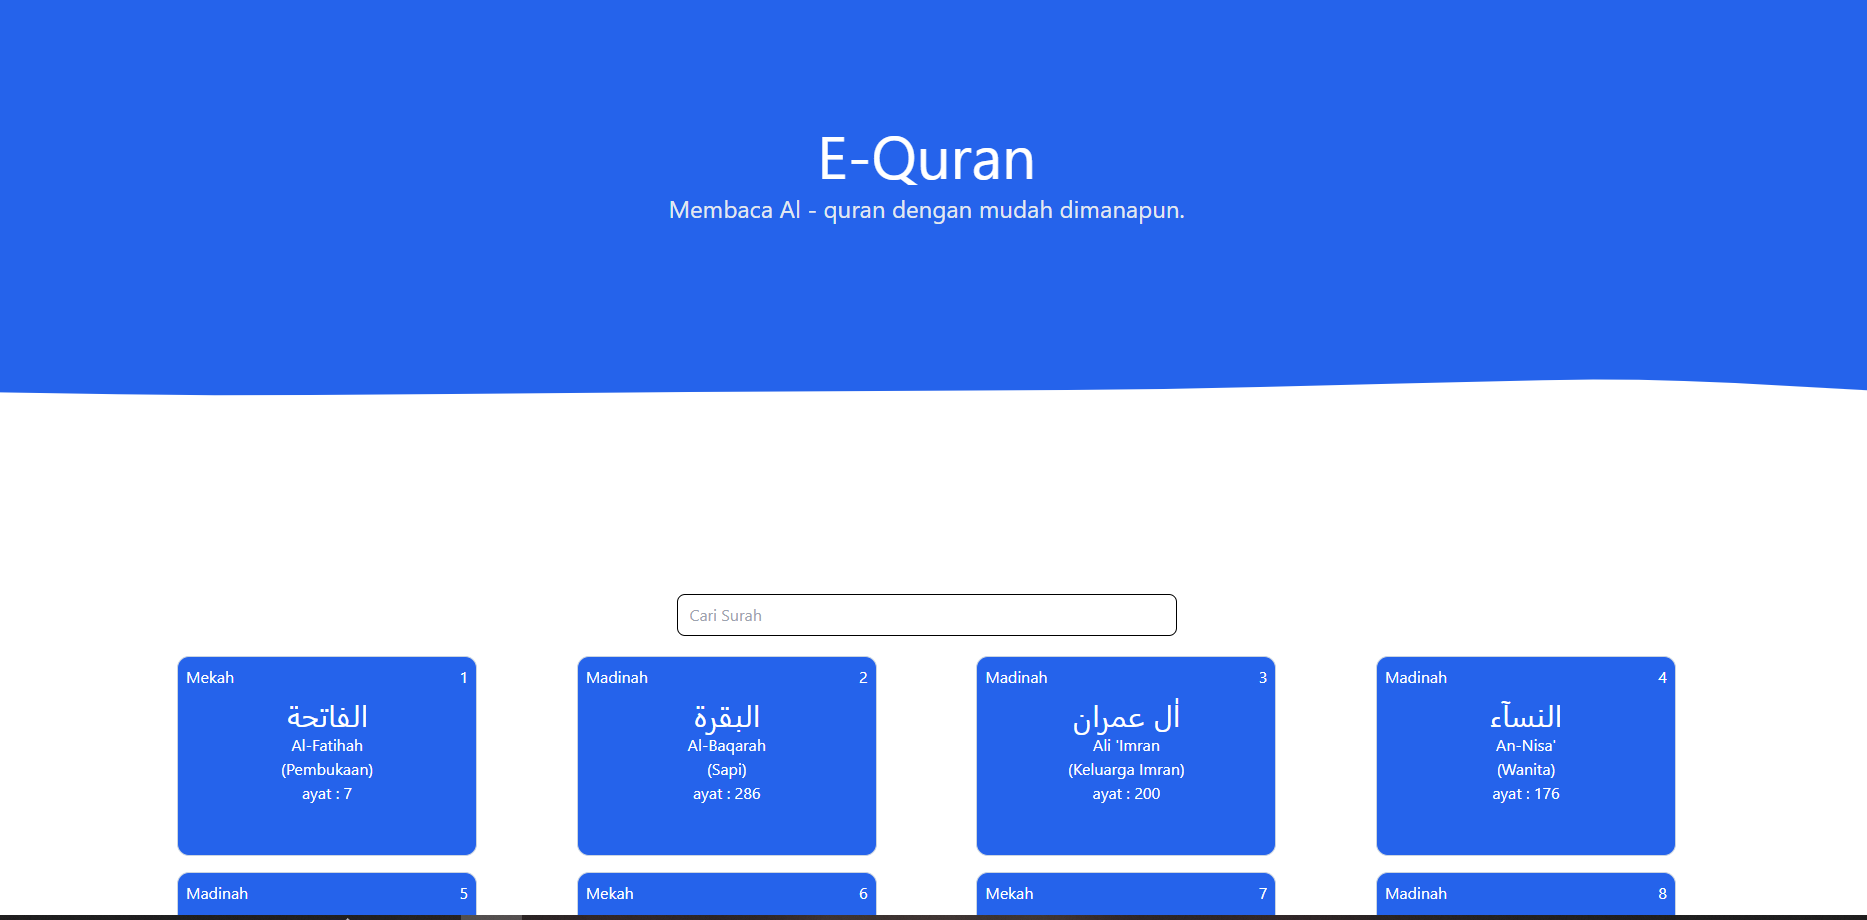 E-Quran
Membaca Al - quran dengan mudah dimanapun.
Cari Surah
Mekah 1
الفاتحة
Al-Fatihah
(Pembukaan)
ayat : 7
Madinah 2
البقرة
Al-Baqarah
(Sapi)
ayat : 286
Madinah 3
اٰل عمران
Ali 'Imran
(Keluarga Imran)
ayat : 200
Madinah 4
النسآء
An-Nisa'
(Wanita)
ayat : 176
Madinah 5
Mekah 6
Mekah 7
Madinah 8